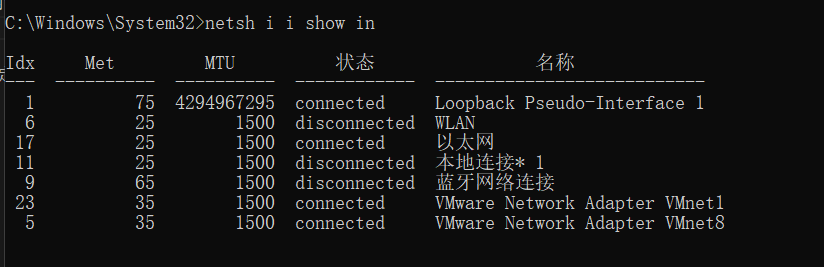 C:\Windows\System32>netsh i i show in
Idx     Met         MTU          状态                名称
---  ----------  ----------  ------------  ---------------------------
  1          75  4294967295  connected     Loopback Pseudo-Interface 1
  6          25        1500  disconnected  WLAN
 17          25        1500  connected     以太网
 11          25        1500  disconnected  本地连接* 1
  9          65        1500  disconnected  蓝牙网络连接
 23          35        1500  connected     VMware Network Adapter VMnet1
  5          35        1500  connected     VMware Network Adapter VMnet8